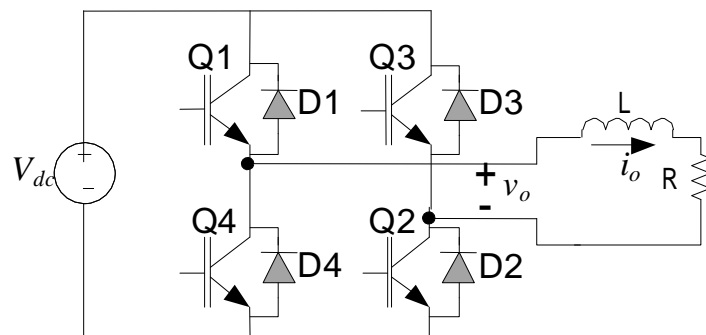 Q1
D1
Q3
D3
L
V_dc
+
-
+
v_o
-
i_o
R
Q4
D4
Q2
D2